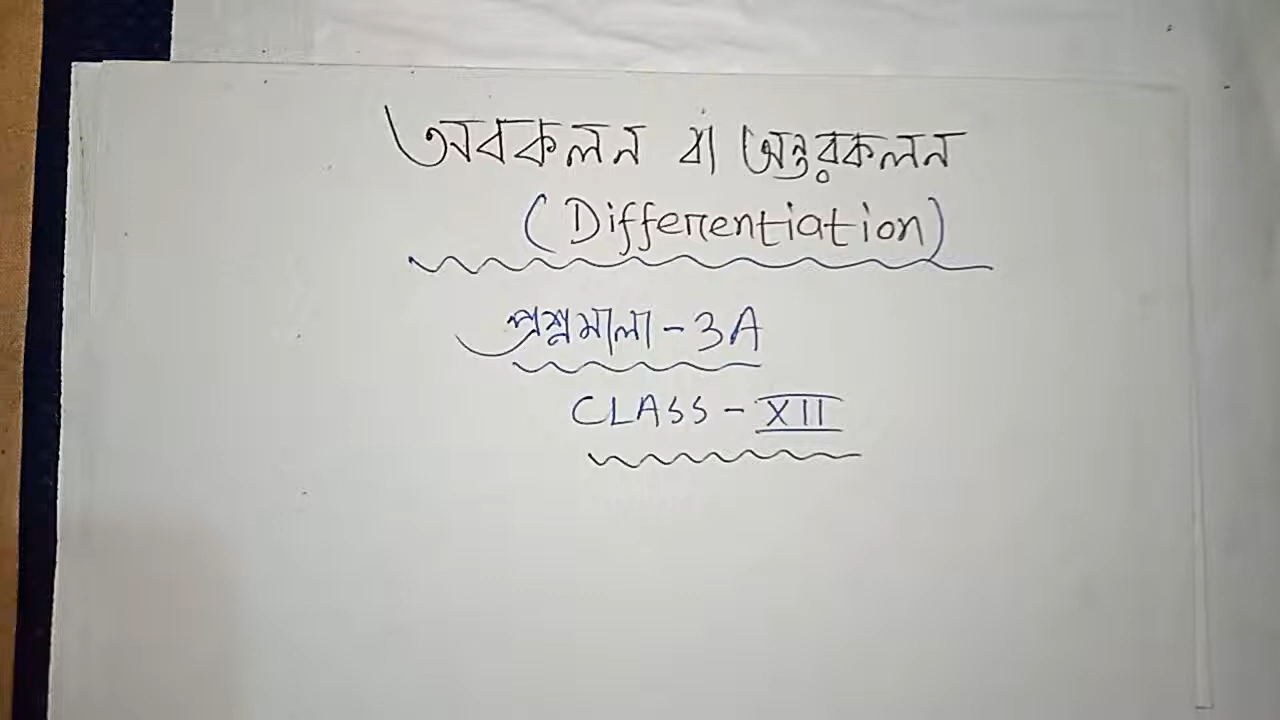 অবকলন বা অন্তরকলন
(Differentiation)
প্রশ্নমালা - 3A
CLASS - XII